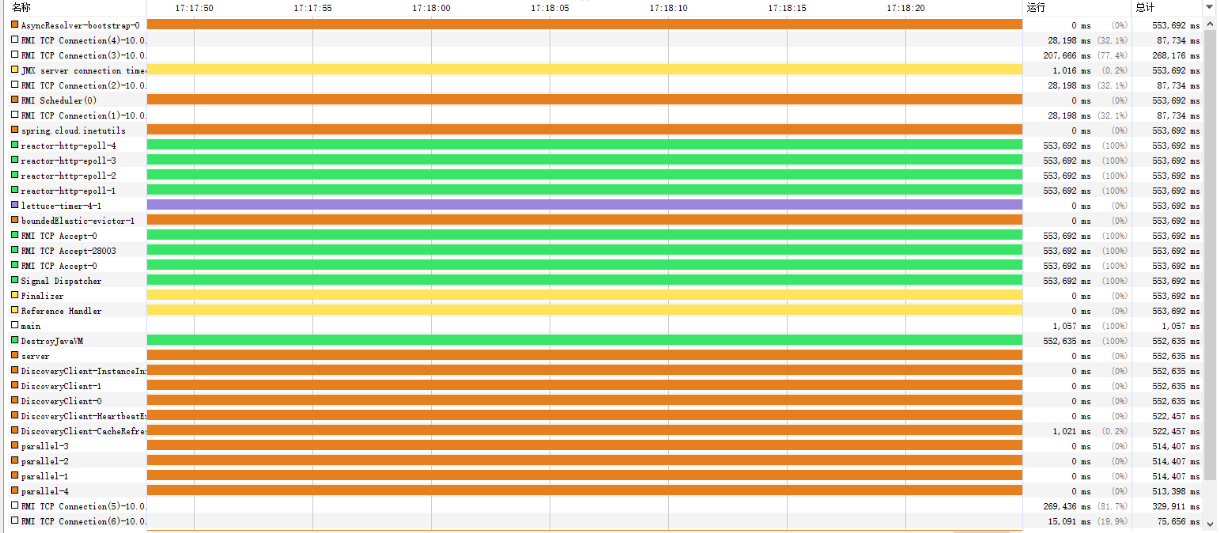 名称 17:17:50 17:17:55 17:18:00 17:18:05 17:18:10 17:18:15 17:18:20 运行 总计
AsyncResolver-bootstrap-0 0 ms (0%) 553,692 ms
RMI TCP Connection(4)-10.0. 28,198 ms (32.1%) 87,734 ms
RMI TCP Connection(3)-10.0. 207,666 ms (77.4%) 268,176 ms
JMX server connection timeo 1,016 ms (0.2%) 553,692 ms
RMI TCP Connection(2)-10.0. 28,198 ms (32.1%) 87,734 ms
RMI Scheduler(0) 0 ms (0%) 553,692 ms
RMI TCP Connection(1)-10.0. 28,198 ms (32.1%) 87,734 ms
spring.cloud.inetutils 0 ms (0%) 553,692 ms
reactor-http-epoll-4 553,692 ms (100%) 553,692 ms
reactor-http-epoll-3 553,692 ms (100%) 553,692 ms
reactor-http-epoll-2 553,692 ms (100%) 553,692 ms
reactor-http-epoll-1 553,692 ms (100%) 553,692 ms
lettuce-timer-4-1 0 ms (0%) 553,692 ms
boundedElastic-evictor-1 0 ms (0%) 553,692 ms
RMI TCP Accept-0 553,692 ms (100%) 553,692 ms
RMI TCP Accept-28003 553,692 ms (100%) 553,692 ms
RMI TCP Accept-0 553,692 ms (100%) 553,692 ms
Signal Dispatcher 553,692 ms (100%) 553,692 ms
Finalizer 0 ms (0%) 553,692 ms
Reference Handler 0 ms (0%) 553,692 ms
main 1,057 ms (100%) 1,057 ms
DestroyJavaVM 552,635 ms (100%) 552,635 ms
server 0 ms (0%) 552,635 ms
DiscoveryClient-InstanceIn 0 ms (0%) 552,635 ms
DiscoveryClient-1 0 ms (0%) 552,635 ms
DiscoveryClient-0 0 ms (0%) 552,635 ms
DiscoveryClient-HeartbeatE 0 ms (0%) 522,457 ms
DiscoveryClient-CacheRefre 1,021 ms (0.2%) 522,457 ms
parallel-3 0 ms (0%) 514,407 ms
parallel-2 0 ms (0%) 514,407 ms
parallel-1 0 ms (0%) 514,407 ms
parallel-4 0 ms (0%) 513,398 ms
RMI TCP Connection(5)-10.0. 269,436 ms (81.7%) 329,911 ms
RMI TCP Connection(6)-10.0. 15,091 ms (19.9%) 75,656 ms